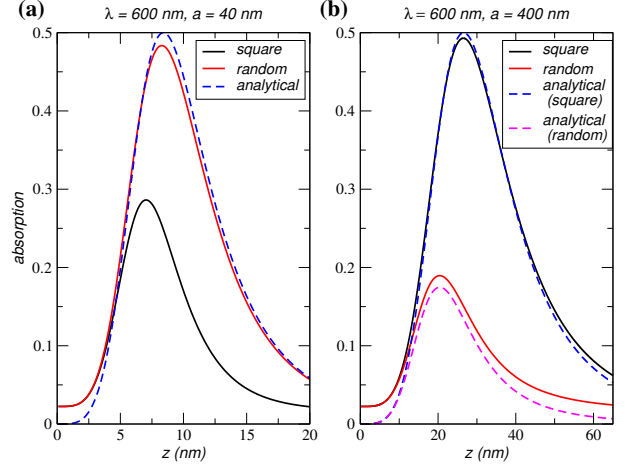 (a)
λ = 600 nm, a = 40 nm
0.5
0.4
0.3
0.2
0.1
0
absorption
square
random
analytical
0
5
10
15
20
z (nm)
(b)
λ = 600 nm, a = 400 nm
square
random
analytical
(square)
analytical
(random)
0
20
40
60
z (nm)